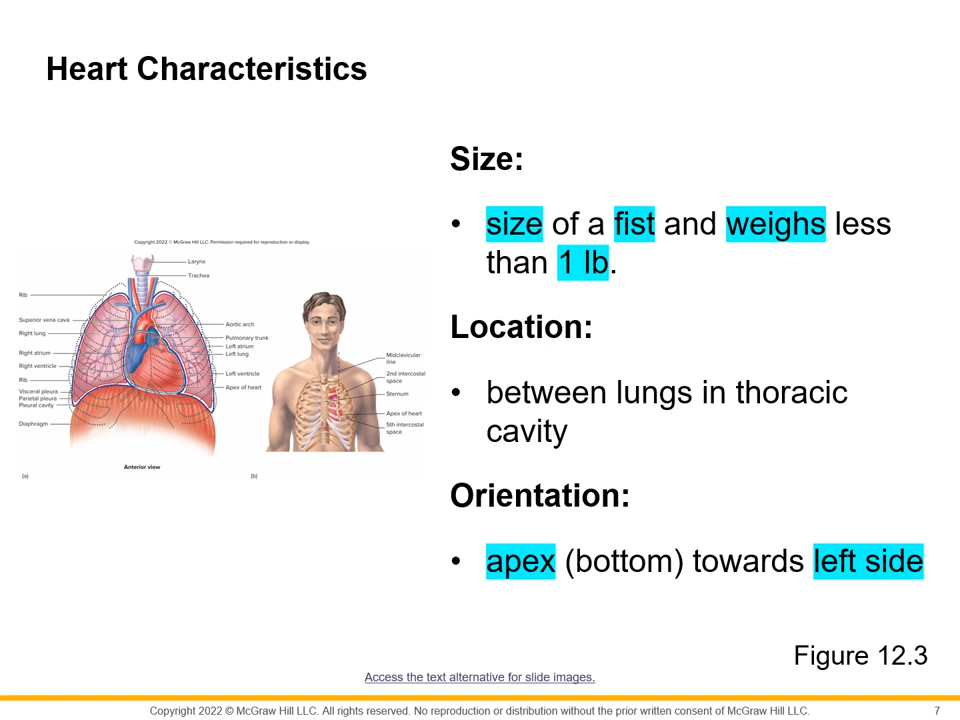 Heart Characteristics
Copyright 2022 © McGraw Hill LLC. Permission required for reproduction or display.
Larynx
Trachea
Rib
Superior vena cava
Right lung
Right atrium
Right ventricle
Rib
Visceral pleura
Parietal pleura
Pleural cavity
Diaphragm
Aortic arch
Pulmonary trunk
Left atrium
Left lung
Left ventricle
Apex of heart
Anterior view
(a)
Midclavicular
line
2nd intercostal
space
Sternum
Apex of heart
5th intercostal
space
(b)
Size:
• size of a fist and weighs less
than 1 lb.
Location:
• between lungs in thoracic
cavity
Orientation:
• apex (bottom) towards left side
Figure 12.3
Access the text alternative for slide images.
Copyright 2022 © McGraw Hill LLC. All rights reserved. No reproduction or distribution without the prior written consent of McGraw Hill LLC.
7